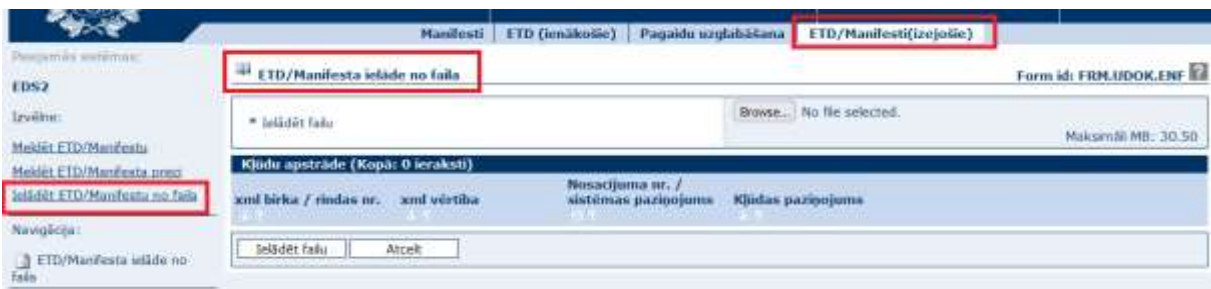 Manifesti | ETD (ienākošie) | Pagaidu uzglabāšana | ETD/Manifesti(izejošie)
Pieejamās sistēmas:
EDS2
Izvēlne:
Meklēt ETD/Manifestu
Meklēt ETD/Manifesta preci
Ielādēt ETD/Manifestu no faila
Navigācija:
ETD/Manifesta ielāde no faila
ETD/Manifesta ielāde no faila
Form id: FRM.UDOK.ENF
* Ielādēt failu
Browse... No file selected.
Maksimāli MB: 30.50
Kļūdu apstrāde (Kopā: 0 ieraksti)
xml birka / rindas nr. xml vērtība Nosacījuma nr. / sistēmas paziņojums Kļūdas paziņojums
Ielādēt failu Atcelt